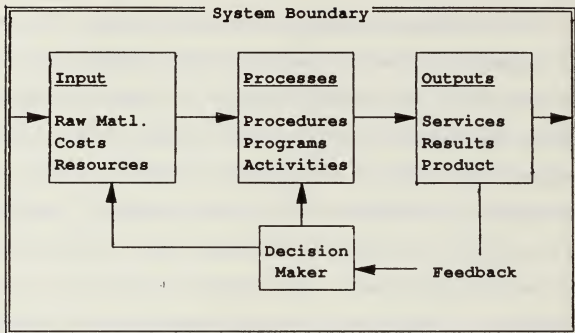 System Boundary
Input
Raw Matl.
Costs
Resources
Processes
Procedures
Programs
Activities
Outputs
Services
Results
Product
Decision
Maker
Feedback